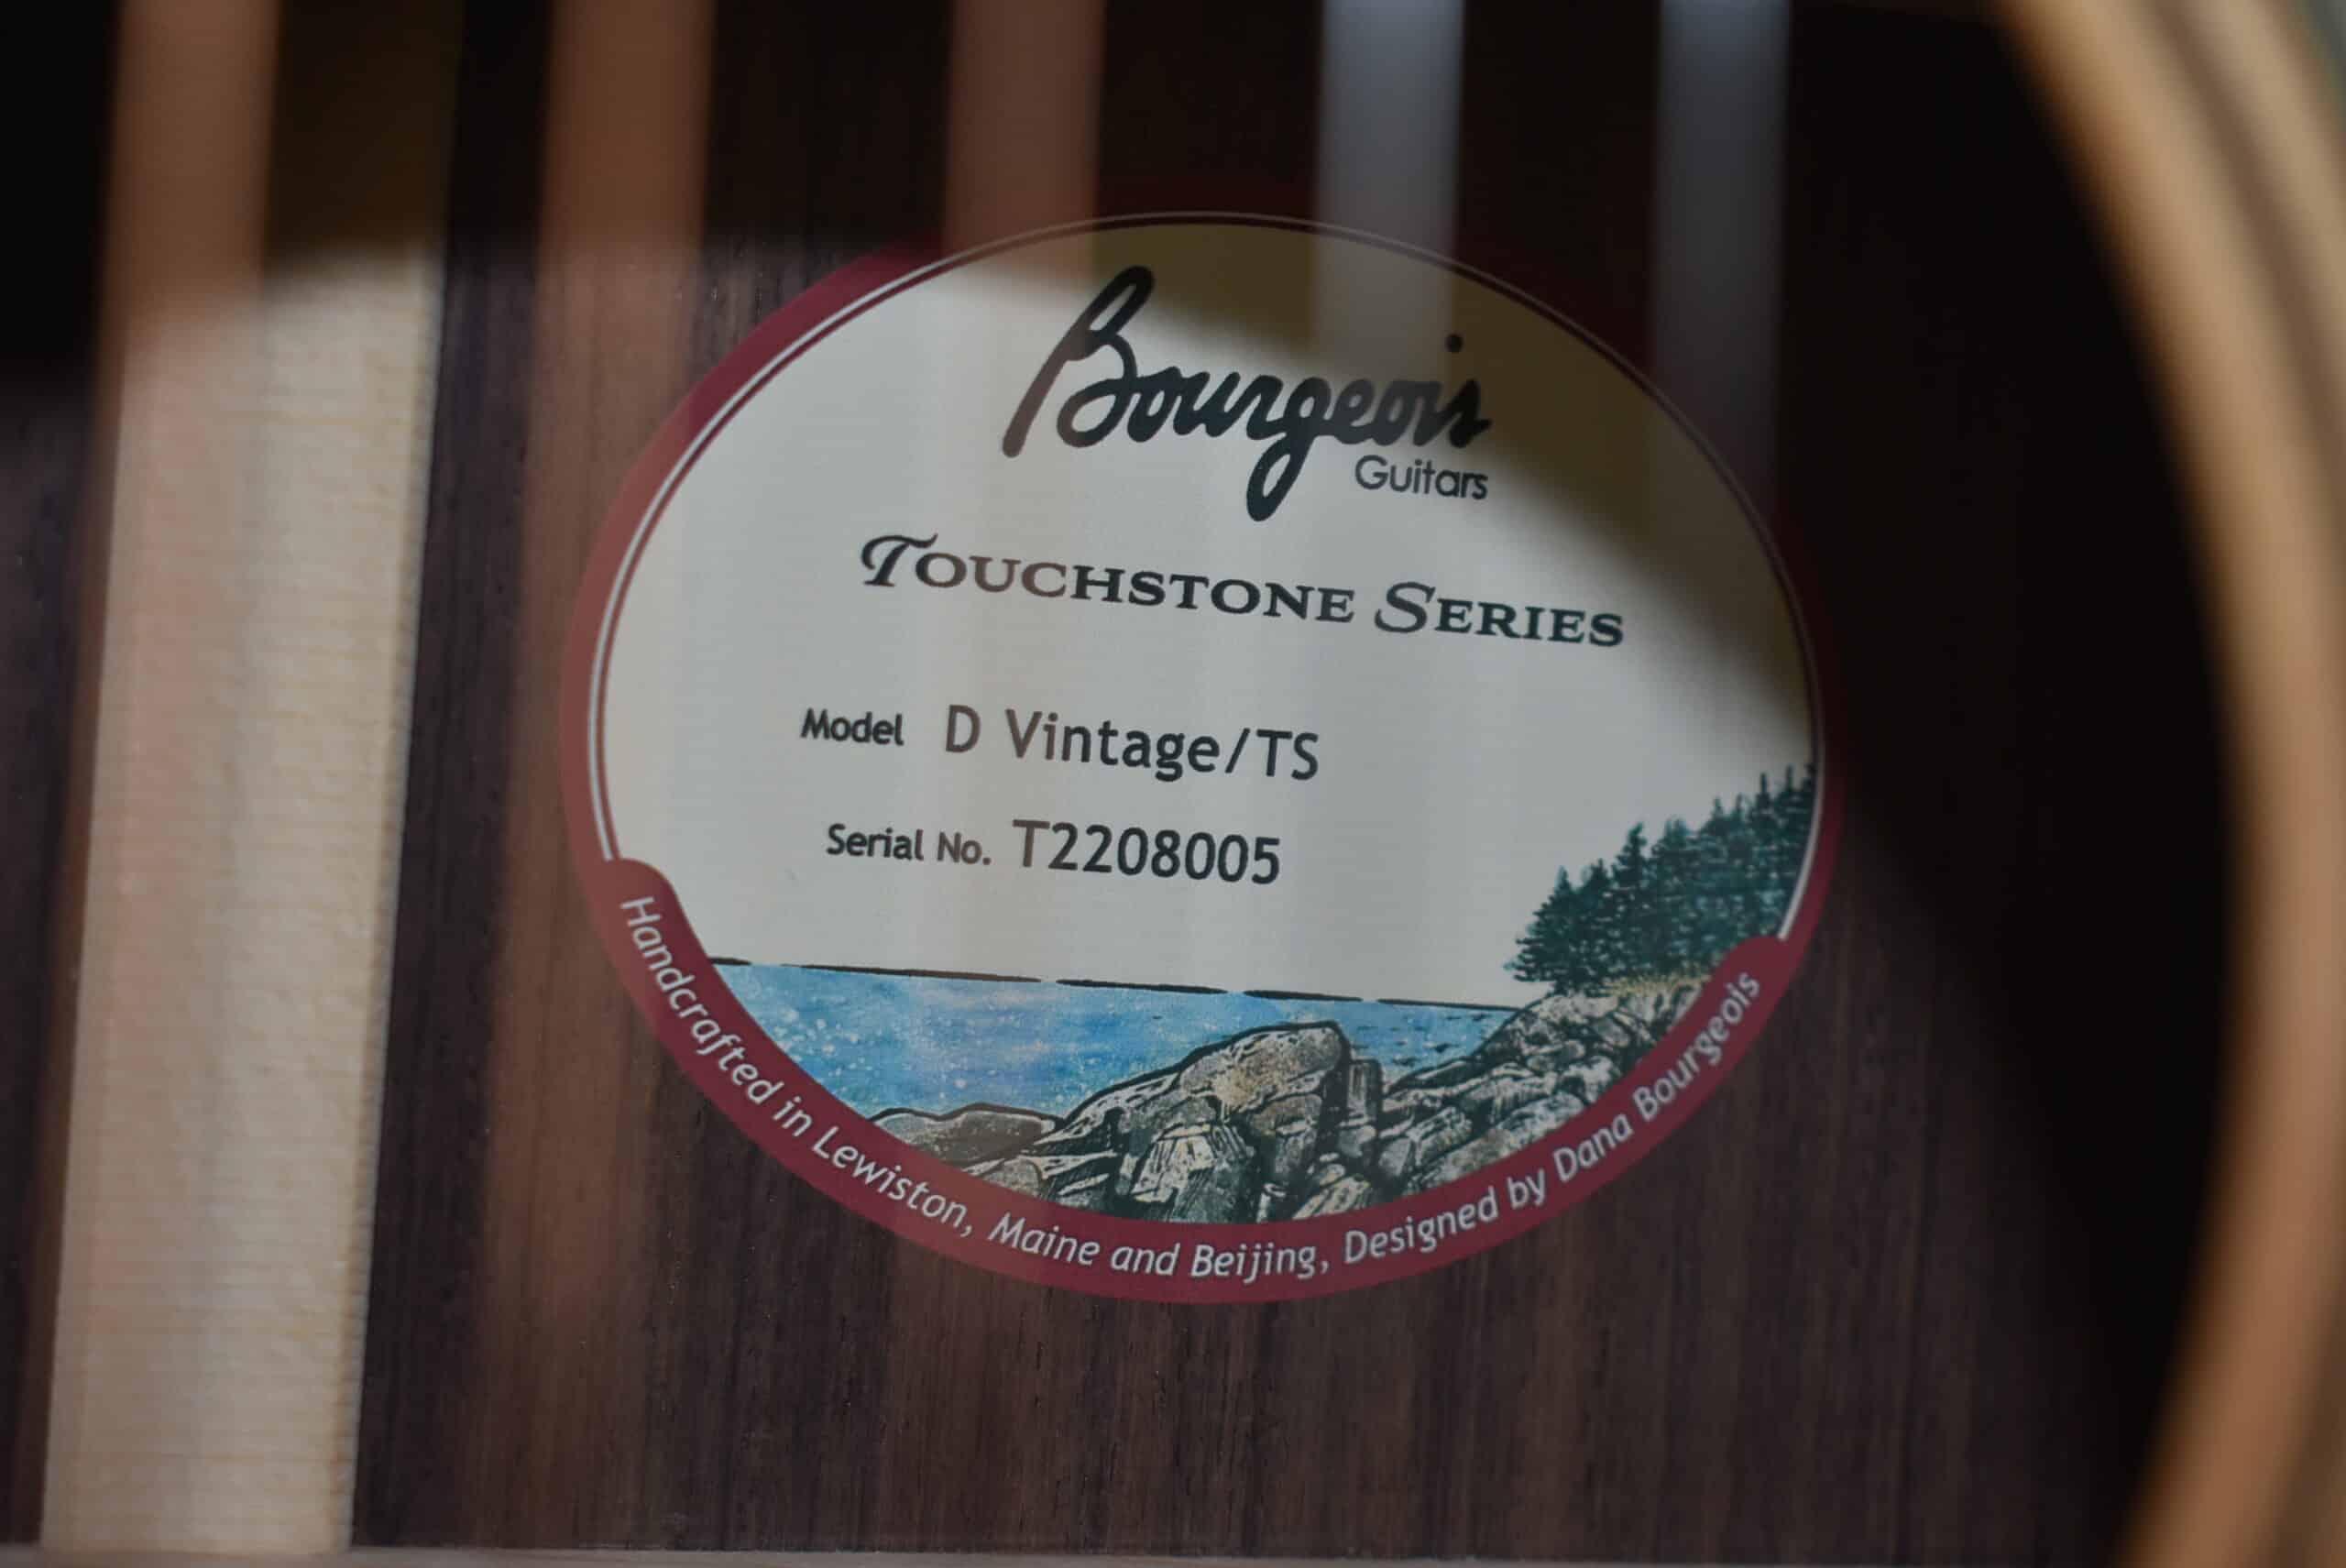 Bourgeois
Guitars
Touchstone Series
Model D Vintage/TS
Serial No. T2208005
Handcrafted in Lewiston, Maine and Beijing, Designed by Dana Bourgeois